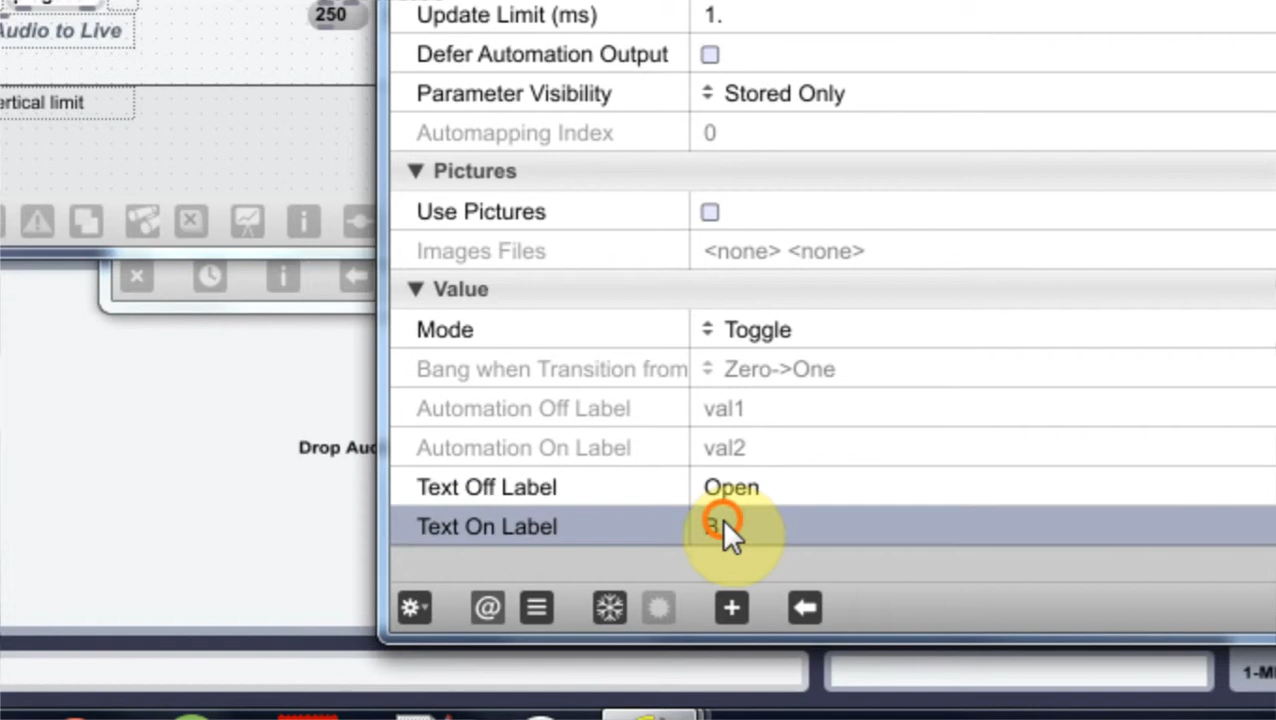 250
Audio to Live
ertical limit
Drop Aud
Update Limit (ms) 1.
Defer Automation Output
Parameter Visibility Stored Only
Automapping Index 0
Pictures
Use Pictures
Images Files <none> <none>
Value
Mode Toggle
Bang when Transition from Zero->One
Automation Off Label val1
Automation On Label val2
Text Off Label Open
Text On Label B